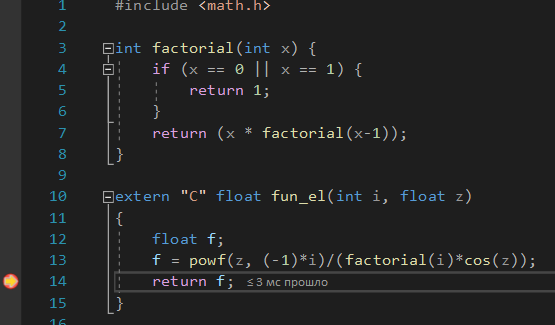 1 #include <math.h>
2
3 int factorial(int x) {
4 if (x == 0 || x == 1) {
5 return 1;
6 }
7 return (x * factorial(x-1));
8 }
9
10 extern "C" float fun_el(int i, float z)
11 {
12 float f;
13 f = powf(z, (-1)*i)/(factorial(i)*cos(z));
14 return f; ≤ 3 мс прошло
15 }
16